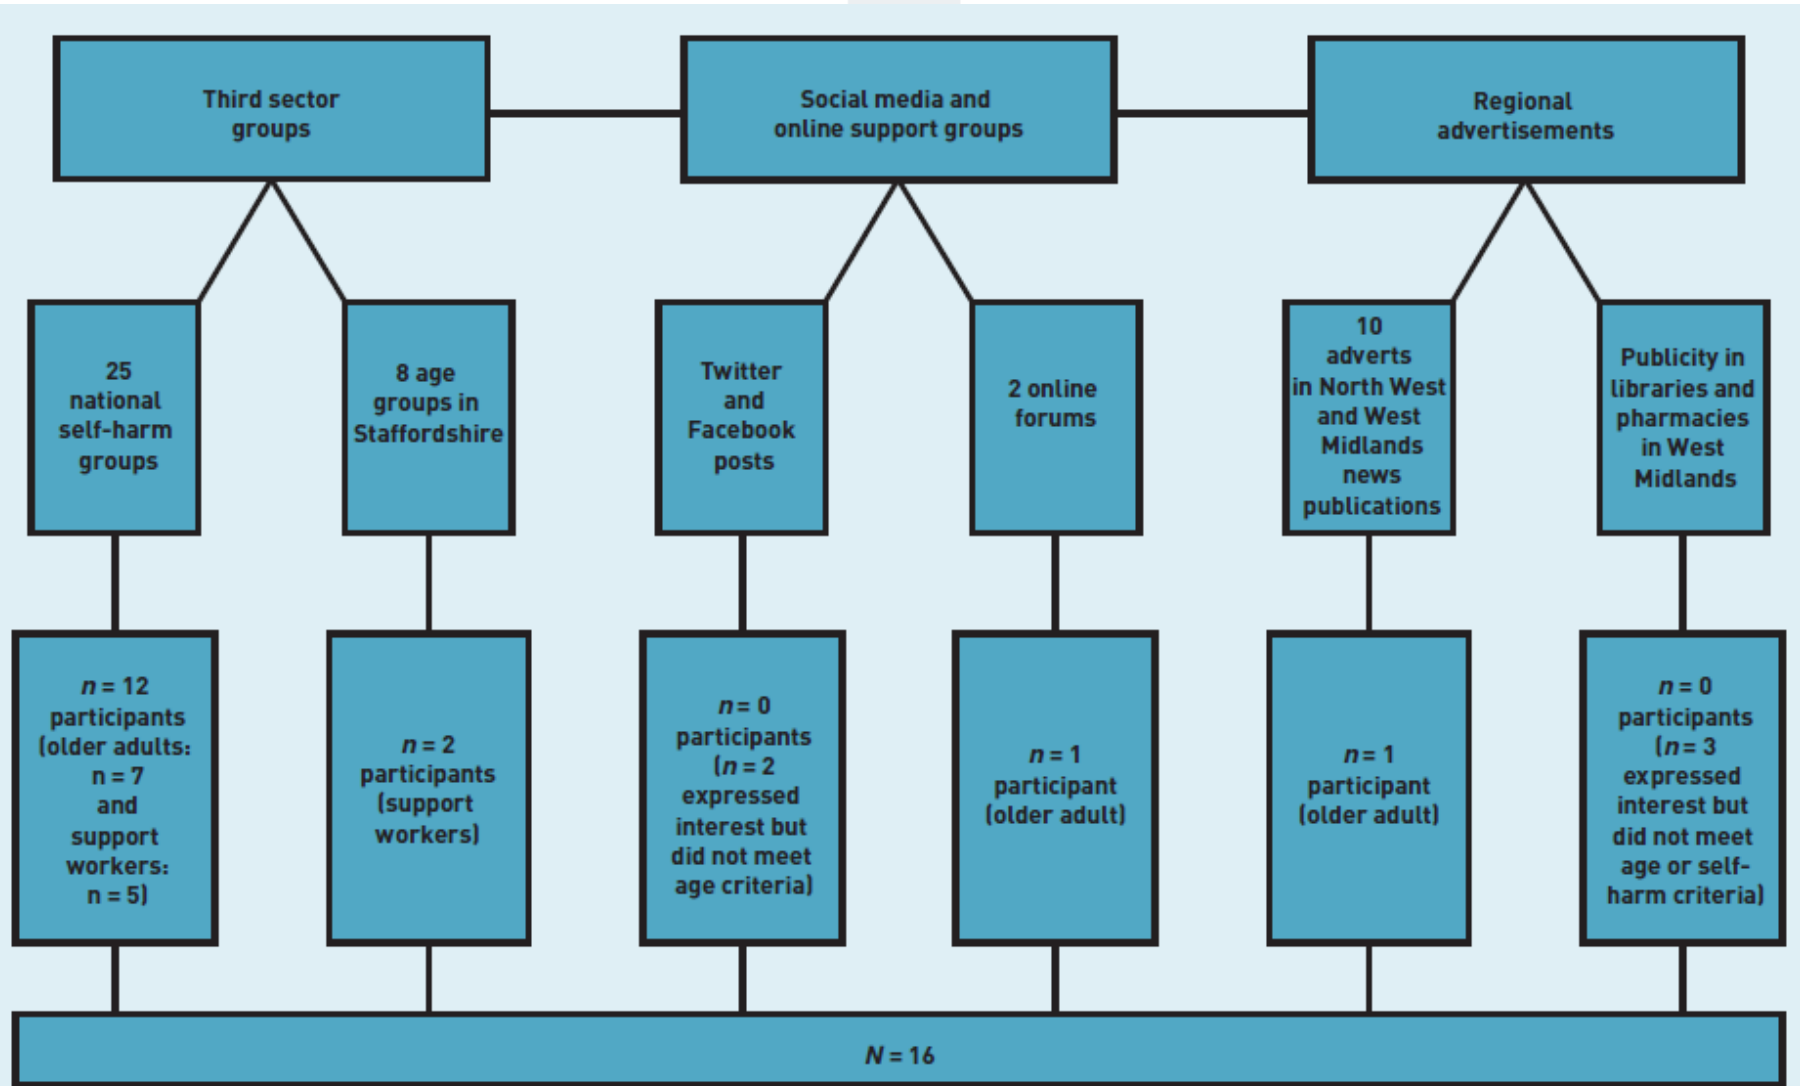 Third sector
groups
Social media and
online support groups
Regional
advertisements
25
national
self-harm
groups
8 age
groups in
Staffordshire
Twitter
and
Facebook
posts
2 online
forums
10
adverts
in North West
and West
Midlands
news
publications
Publicity in
libraries and
pharmacies
in West
Midlands
n = 12
participants
(older adults:
n = 7
and
support
workers:
n = 5)
n = 2
participants
(support
workers)
n = 0
participants
(n = 2
expressed
interest but
did not meet
age criteria)
n = 1
participant
(older adult)
n = 1
participant
(older adult)
n = 0
participants
(n = 3
expressed
interest but
did not meet
age or self-
harm criteria)
N = 16